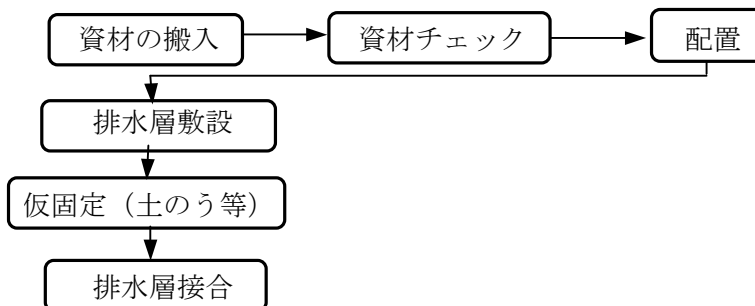 資材の搬入
資材チェック
配置
排水層敷設
仮固定（土のう等）
排水層接合